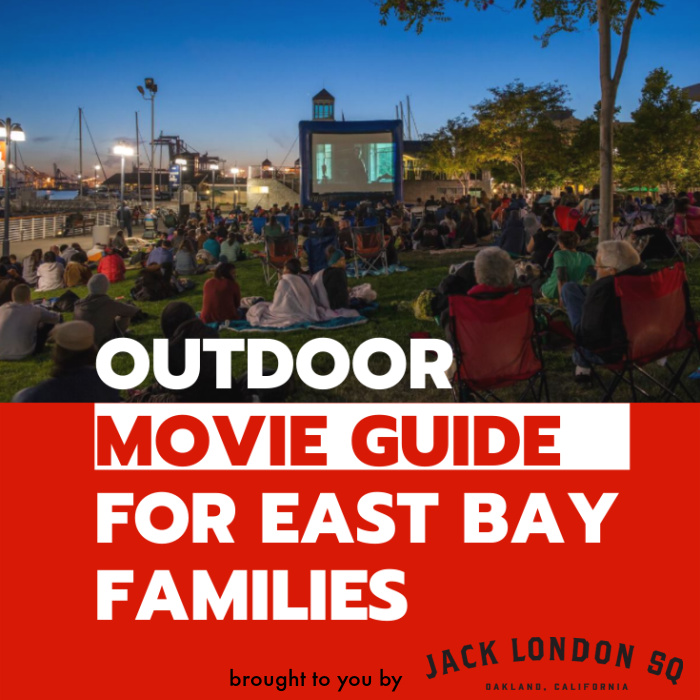 OUTDOOR
MOVIE GUIDE
FOR EAST BAY
FAMILIES
brought to you by
JACK LONDON SQ
OAKLAND, CALIFORNIA